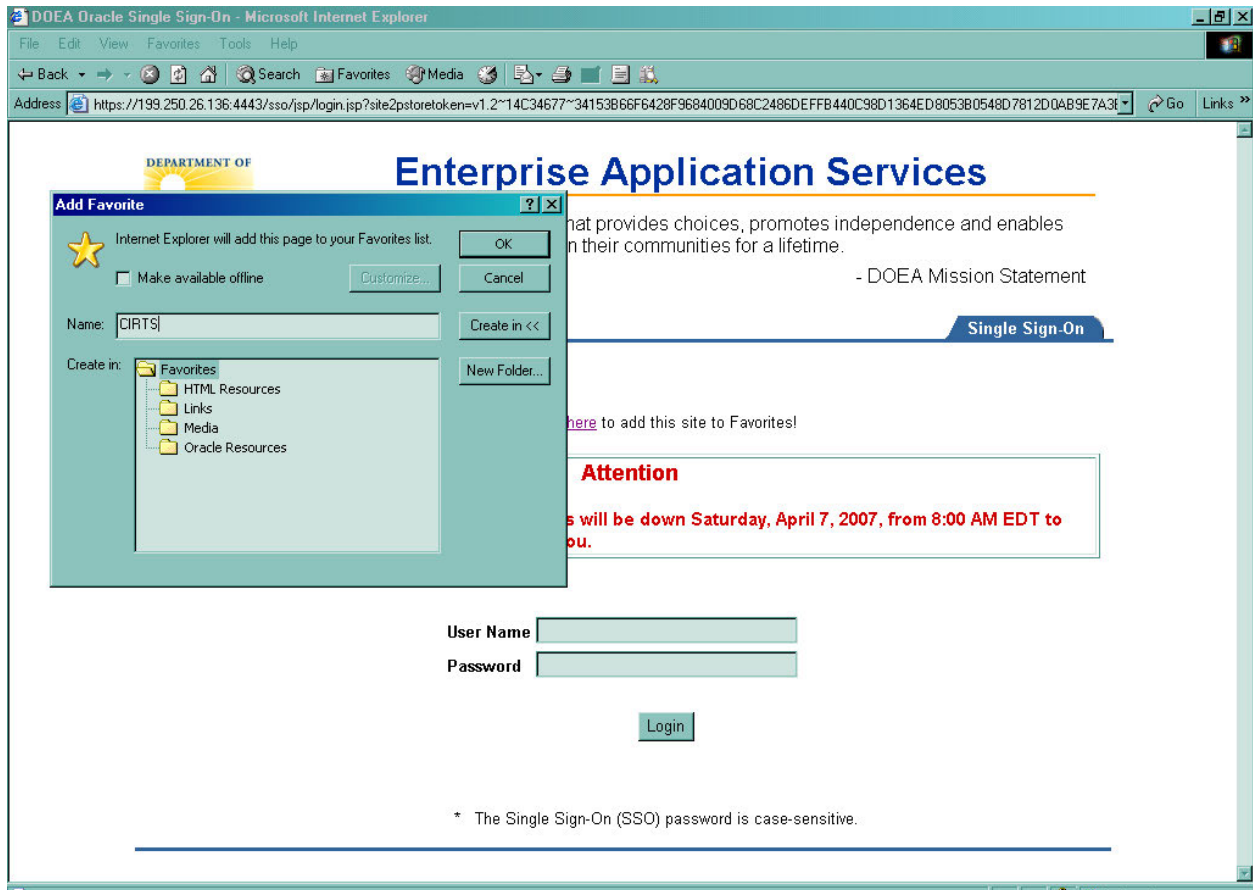 DOEA Oracle Single Sign-On - Microsoft Internet Explorer
File Edit View Favorites Tools Help
Back Search Favorites Media
Address https://199.250.26.136:4443/sso/jsp/login.jsp?site2pstoretoken=v1.2~14C34677~34153B66F6428F9684009D68C2486DEFFB440C98D1364ED8053B0548D7812D0AB9E7A3 Go Links »
DEPARTMENT OF
Enterprise Application Services
hat provides choices, promotes independence and enables
n their communities for a lifetime.
- DOEA Mission Statement
Single Sign-On
here to add this site to Favorites!
Attention
s will be down Saturday, April 7, 2007, from 8:00 AM EDT to
ou.
Add Favorite
Internet Explorer will add this page to your Favorites list.
OK
Make available offline
Customize...
Cancel
Name: CIRTS
Create in <<
Create in:
Favorites
New Folder...
HTML Resources
Links
Media
Oracle Resources
User Name
Password
Login
* The Single Sign-On (SSO) password is case-sensitive.